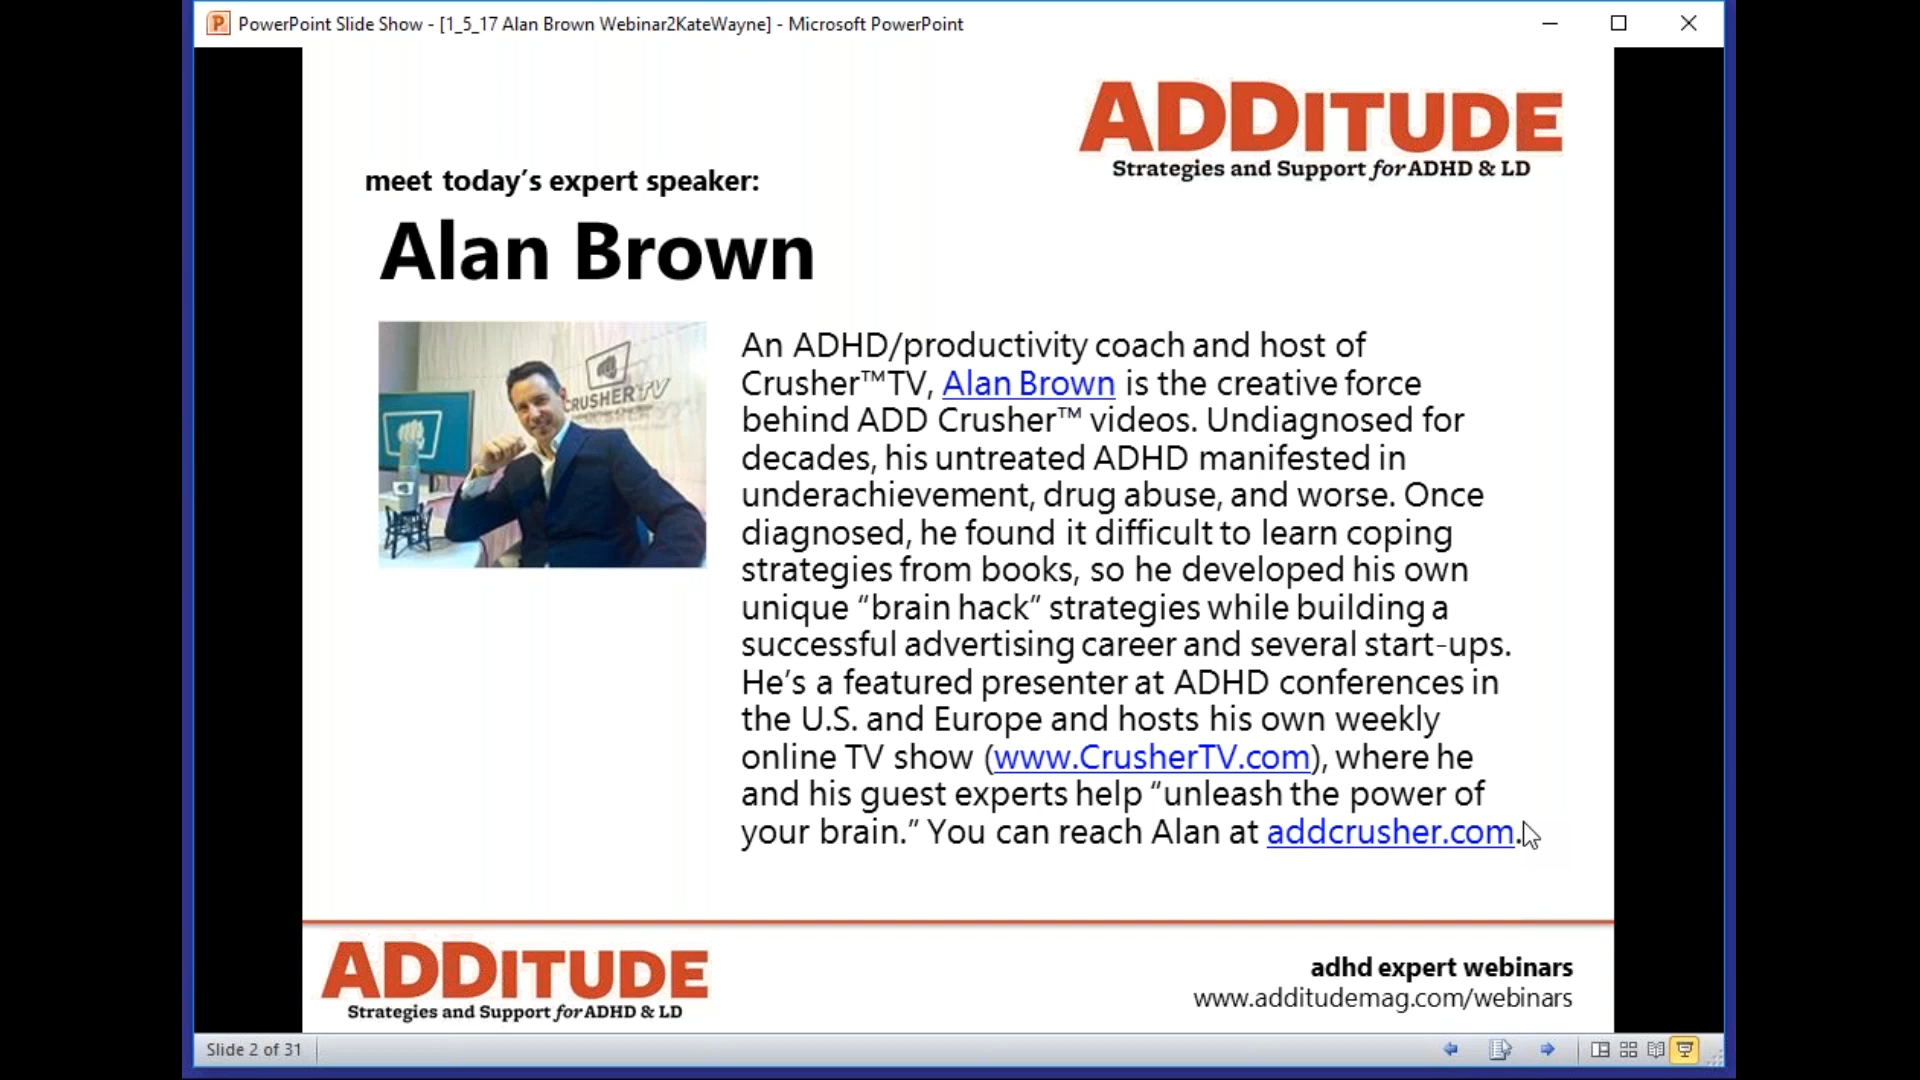 PowerPoint Slide Show - [1_5_17 Alan Brown Webinar2KateWayne] - Microsoft PowerPoint
ADDITUDE
Strategies and Support for ADHD & LD
meet today's expert speaker:
Alan Brown
CRUSHERTV
An ADHD/productivity coach and host of
Crusher™TV, Alan Brown is the creative force
behind ADD Crusher™ videos. Undiagnosed for
decades, his untreated ADHD manifested in
underachievement, drug abuse, and worse. Once
diagnosed, he found it difficult to learn coping
strategies from books, so he developed his own
unique “brain hack” strategies while building a
successful advertising career and several start-ups.
He's a featured presenter at ADHD conferences in
the U.S. and Europe and hosts his own weekly
online TV show (www.CrusherTV.com), where he
and his guest experts help “unleash the power of
your brain.” You can reach Alan at addcrusher.com.
ADDITUDE
Strategies and Support for ADHD & LD
adhd expert webinars
www.additudemag.com/webinars
Slide 2 of 31